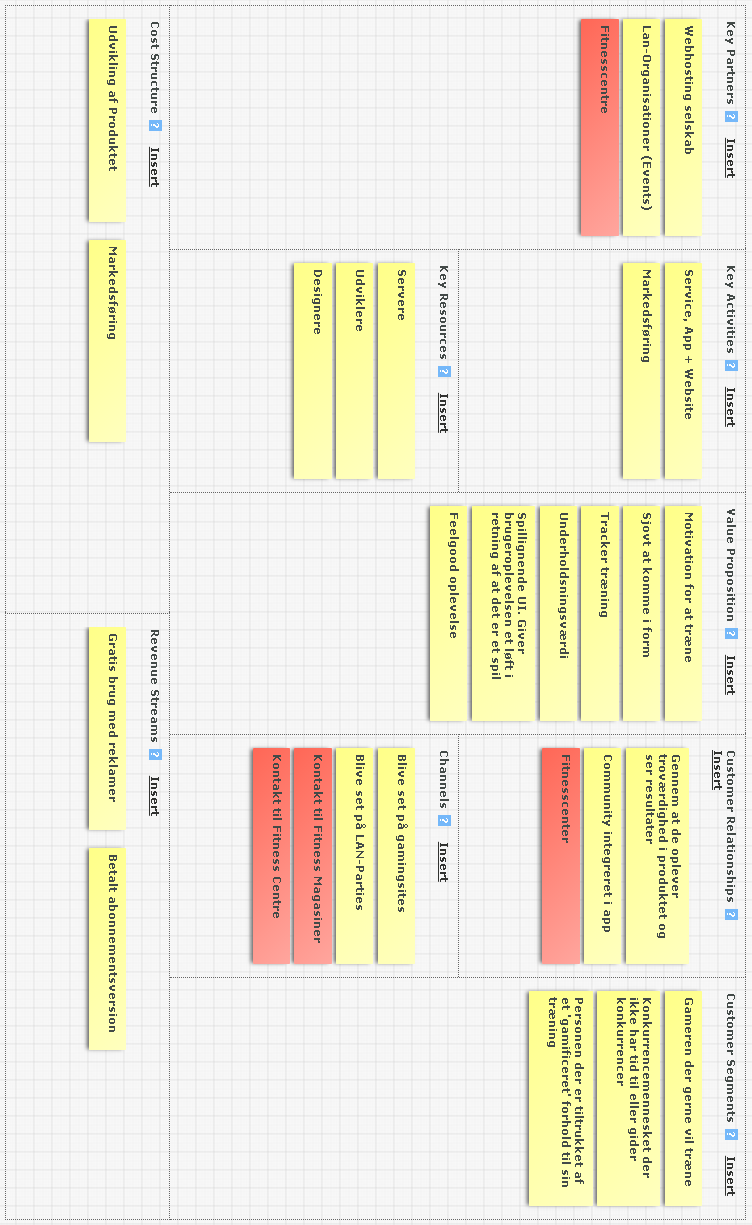 Key Partners ? Insert
Webhosting selskab
Lan-Organisationer (Events)
Fitnesscentre
Key Activities ? Insert
Service, App + Website
Markedsføring
Key Resources ? Insert
Servere
Udviklere
Designere
Value Proposition ? Insert
Motivation for at træne
Sjovt at komme i form
Tracker træning
Underholdsningsværdi
Spillignende UI. Giver
brugeroplevelsen et løft i
retning af at det er et spil
Feelgood oplevelse
Customer Relationships ?
Insert
Gennem at de oplever
troværdighed i produktet og
ser resultater
Community integreret i app
Fitnesscenter
Channels ? Insert
Blive set på gamingsites
Blive set på LAN-Parties
Kontakt til Fitness Magasiner
Kontakt til Fitness Centre
Customer Segments ? Insert
Gameren der gerne vil træne
Konkurrencemennesket der
ikke har tid til eller gider
konkurrencer
Personen der er tiltrukket af
et 'gamificeret' forhold til sin
træning
Cost Structure ? Insert
Udvikling af Produktet
Markedsføring
Revenue Streams ? Insert
Gratis brug med reklamer
Betalt abonnementsversion